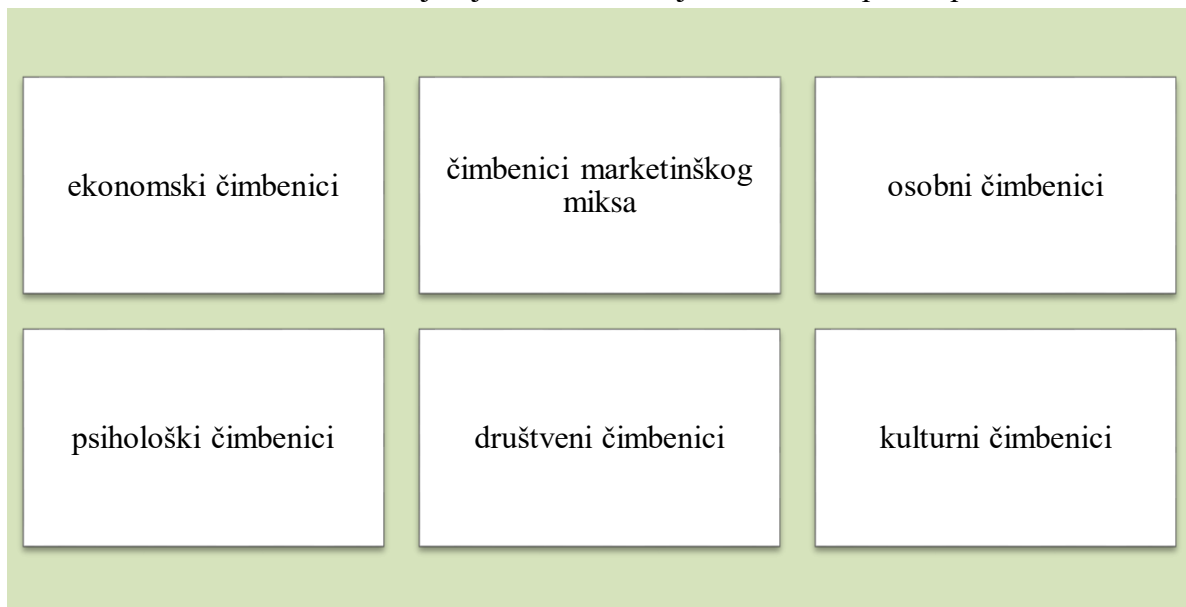 ekonomski čimbenici
čimbenici marketinškog
miksa
osobni čimbenici
psihološki čimbenici
društveni čimbenici
kulturni čimbenici